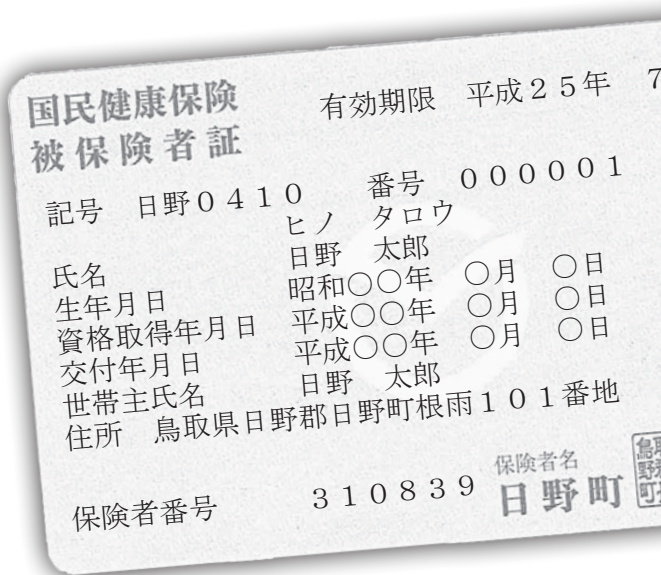 国民健康保険
被保険者証
有効期限　平成２５年　７
記号　日野０４１０　番号　０００００１
ヒノ　タロウ
氏名　日野　太郎
生年月日　昭和○○年　○月　○日
資格取得年月日　平成○○年　○月　○日
交付年月日　平成○○年　○月　○日
世帯主氏名　日野　太郎
住所　鳥取県日野郡日野町根雨１０１番地
保険者番号　３１０８３９
保険者名
日野町